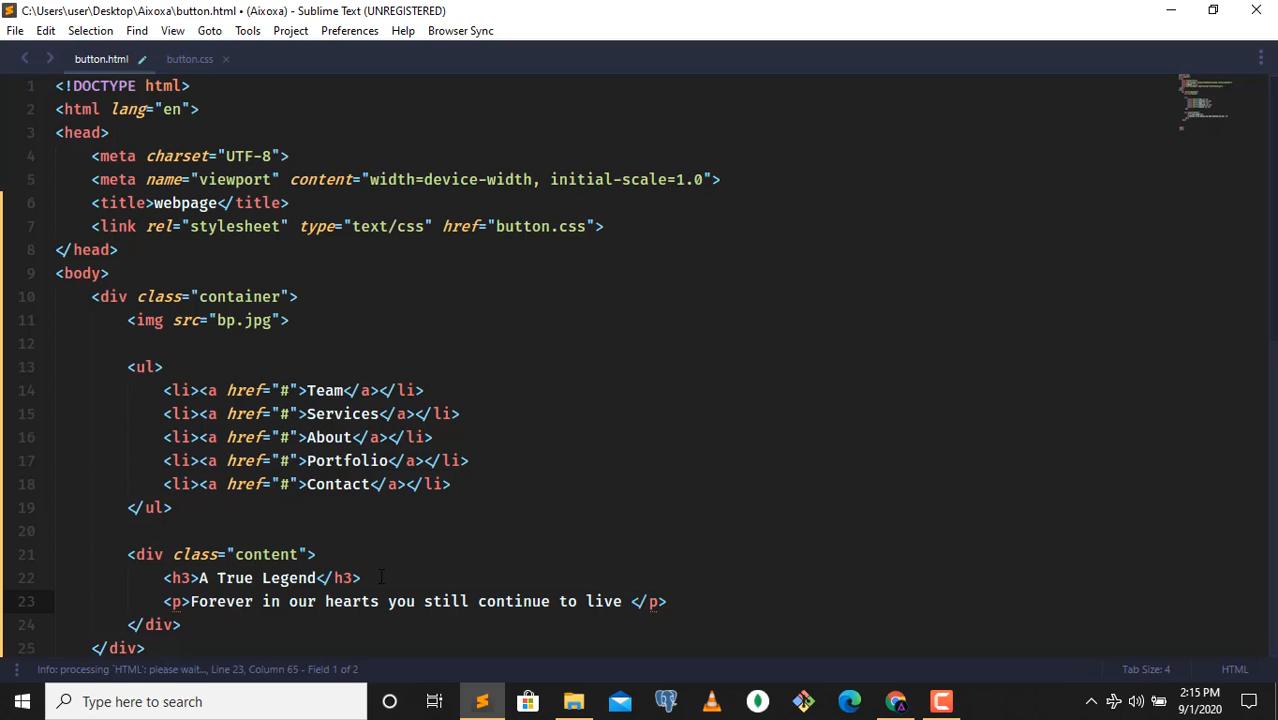 C:\Users\user\Desktop\Aixoxa\button.html • (Aixoxa) - Sublime Text (UNREGISTERED)
File Edit Selection Find View Goto Tools Project Preferences Help Browser Sync
button.html button.css
1 <!DOCTYPE html>
2 <html lang="en">
3 <head>
4 <meta charset="UTF-8">
5 <meta name="viewport" content="width=device-width, initial-scale=1.0">
6 <title>webpage</title>
7 <link rel="stylesheet" type="text/css" href="button.css">
8 </head>
9 <body>
10 <div class="container">
11 <img src="bp.jpg">
12
13 <ul>
14 <li><a href="#">Team</a></li>
15 <li><a href="#">Services</a></li>
16 <li><a href="#">About</a></li>
17 <li><a href="#">Portfolio</a></li>
18 <li><a href="#">Contact</a></li>
19 </ul>
20
21 <div class="content">
22 <h3>A True Legend</h3>
23 <p>Forever in our hearts you still continue to live </p>
24 </div>
25 </div>
Info: processing `HTML': please wait..., Line 23, Column 65 - Field 1 of 2 Tab Size: 4 HTML
Type here to search
2:15 PM
9/1/2020